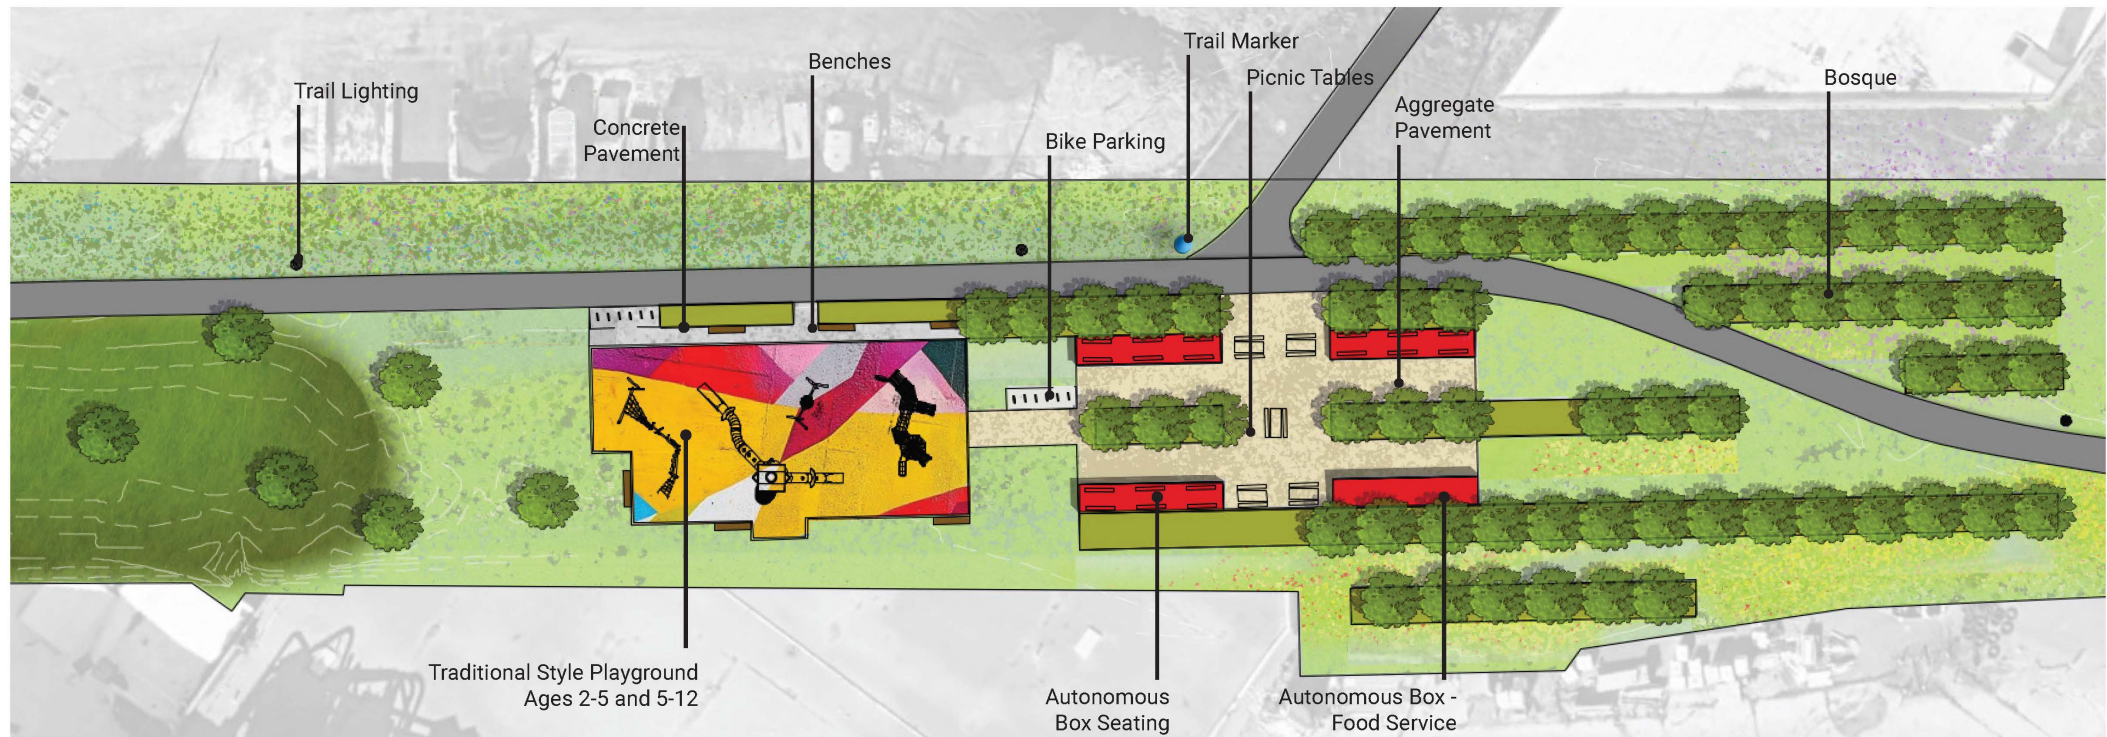 Trail Marker
Benches
Picnic Tables
Bosque
Trail Lighting
Aggregate
Pavement
Concrete
Pavement
Bike Parking
Traditional Style Playground
Ages 2-5 and 5-12
Autonomous
Box Seating
Autonomous Box -
Food Service